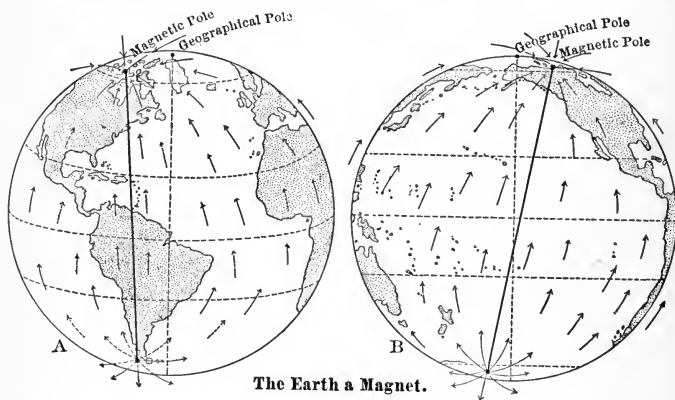 Magnetic Pole
Geographical Pole
Geographical Pole
Magnetic Pole
A
B
The Earth a Magnet.